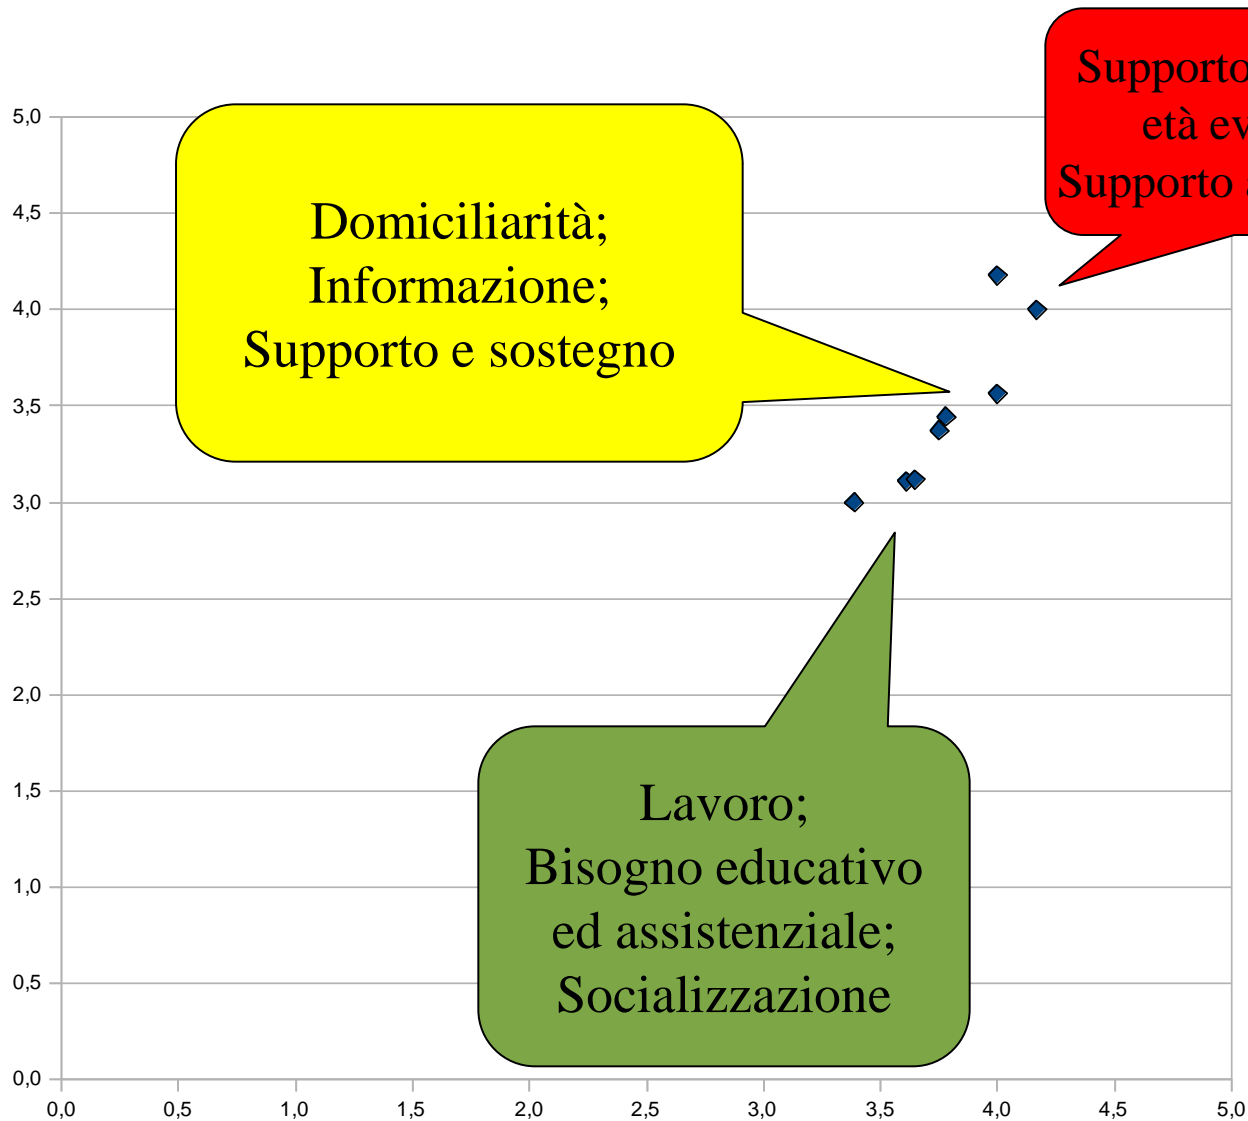 Supporto
età ev
Supporto
Domiciliarità;
Informazione;
Supporto e sostegno
Lavoro;
Bisogno educativo
ed assistenziale;
Socializzazione
5,0
4,5
4,0
3,5
3,0
2,5
2,0
1,5
1,0
0,5
0,0
0,0 0,5 1,0 1,5 2,0 2,5 3,0 3,5 4,0 4,5 5,0